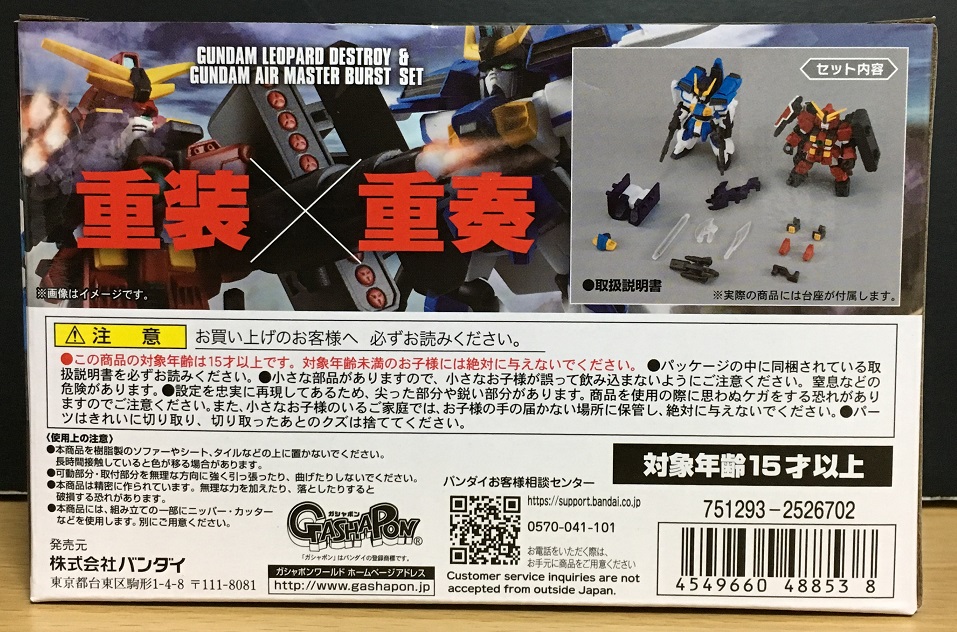 GUNDAM LEOPARD DESTROY &
GUNDAM AIR MASTER BURST SET
セット内容
重装×重奏
※画像はイメージです。
●取扱説明書
※実際の商品には台座が付属します。
注意 お買い上げのお客様へ 必ずお読みください。
●この商品の対象年齢は15才以上です。対象年齢未満のお子様には絶対に与えないでください。 ●パッケージの中に同梱されている取
扱説明書を必ずお読みください。●小さな部品がありますので、小さなお子様が誤って飲み込まないようにご注意ください。窒息などの
危険があります。●設定を忠実に再現してあるため、尖った部分や鋭い部分があります。商品を使用の際に思わぬケガをする恐れがあり
ますのでご注意ください。また、小さなお子様のいるご家庭では、お子様の手の届かない場所に保管し、絶対に与えないでください。●パー
ツはきれいに切り取り、切り取ったあとのクズは捨ててください。
〈使用上の注意〉
●本商品を樹脂製のソファーやシート、タイルなどの上に置かないでください。
長時間接触していると色が移る場合があります。
●可動部分・取付部分を無理な方向に強く引っ張ったり、曲げたりしないでください。
●本商品は精密に作られています。無理な力を加えたり、落としたりすると
破損する恐れがあります。
●本商品には、組み立ての一部にニッパー・カッター
などを使用します。別にご用意ください。
発売元
株式会社バンダイ
東京都台東区駒形1-4-8 〒111-8081
ガシャポン
GASHAPON®
「ガシャポン」はバンダイの登録商標です。
ガシャポンワールド ホームページアドレス
http://www.gashapon.jp
バンダイお客様相談センター
https://support.bandai.co.jp
0570-041-101
お電話をいただく際は、
お手元に商品をご用意ください
Customer service inquiries are not
accepted from outside Japan.
対象年齢15才以上
751293-2526702
4549660 48853 8